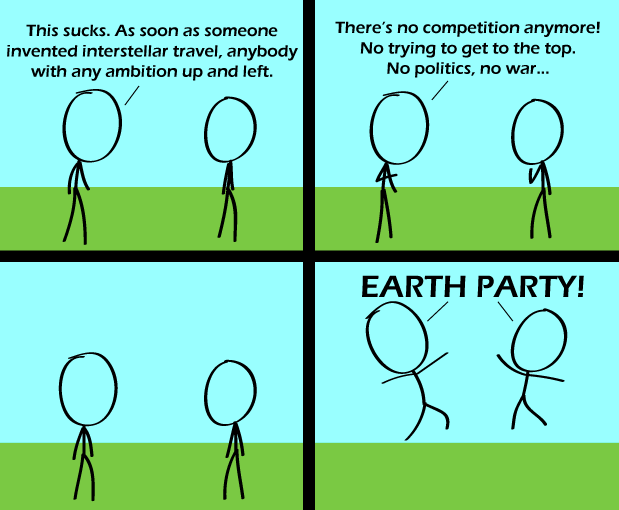 This sucks. As soon as someone
invented interstellar travel, anybody
with any ambition up and left.
There's no competition anymore!
No trying to get to the top.
No politics, no war...
EARTH PARTY!